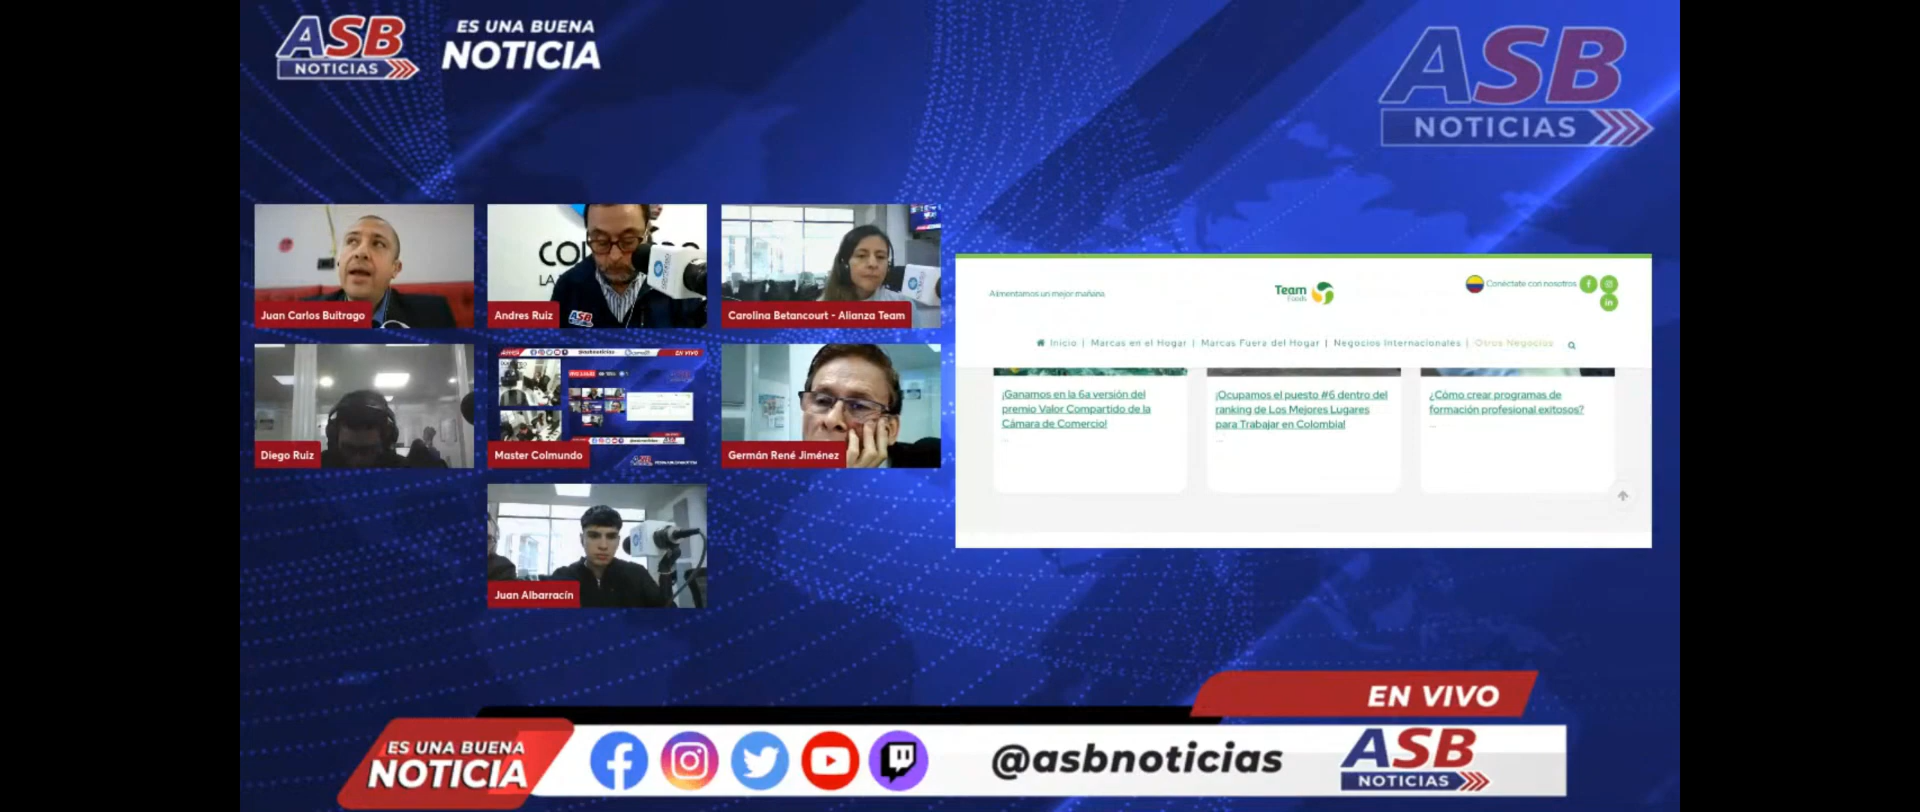 ASB
NOTICIAS
ES UNA BUENA
NOTICIA
ASB
NOTICIAS
Juan Carlos Buitrago
Andres Ruiz
ASB
Carolina Betancourt - Alianza Team
Diego Ruiz
Master Colmundo
Germán René Jiménez
Juan Albarracín
Alimentamos un mejor mañana
Team
Foods
Conéctate con nosotros
Inicio | Marcas en el Hogar | Marcas Fuera del Hogar | Negocios Internacionales | Otros Negocios
¡Ganamos en la 6a versión del
premio Valor Compartido de la
Cámara de Comercio!
...
¡Ocupamos el puesto #6 dentro del
ranking de Los Mejores Lugares
para Trabajar en Colombia!
...
¿Cómo crear programas de
formación profesional exitosos?
...
EN VIVO
ES UNA BUENA
NOTICIA
@asbnoticias
ASB
NOTICIAS